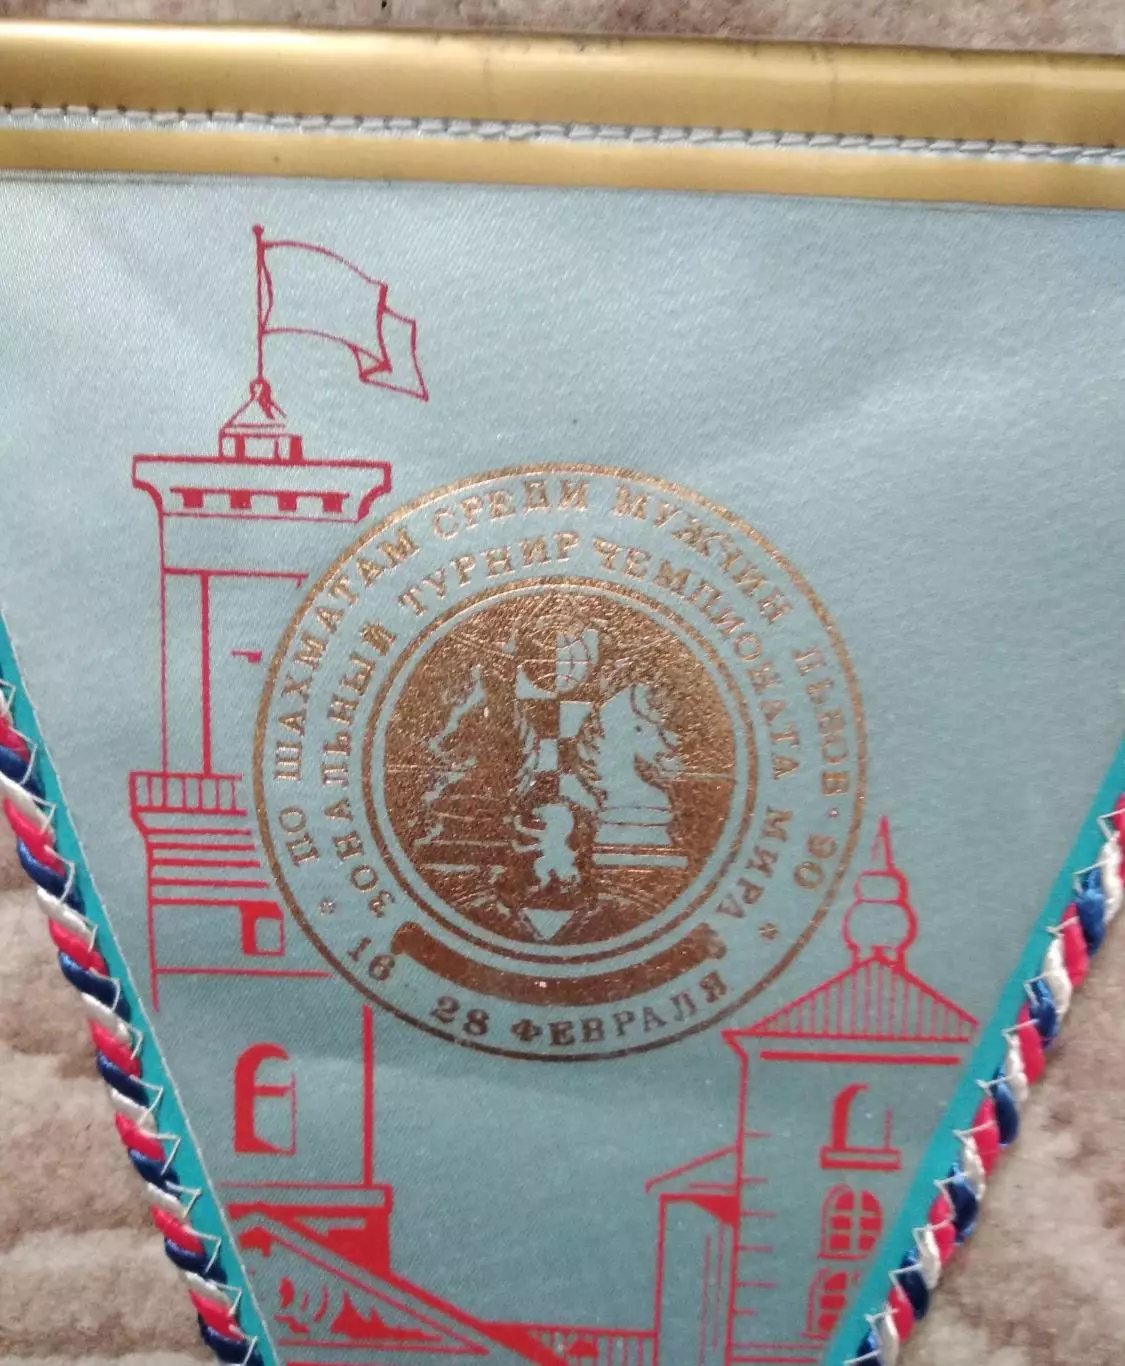 ЗОНАЛЬНЫЙ ТУРНИР ЧЕМПИОНАТА МИРА
* ПО ШАХМАТАМ СРЕДИ МУЖЧИН ЛЬВОВ·90 *
16 28 ФЕВРАЛЯ